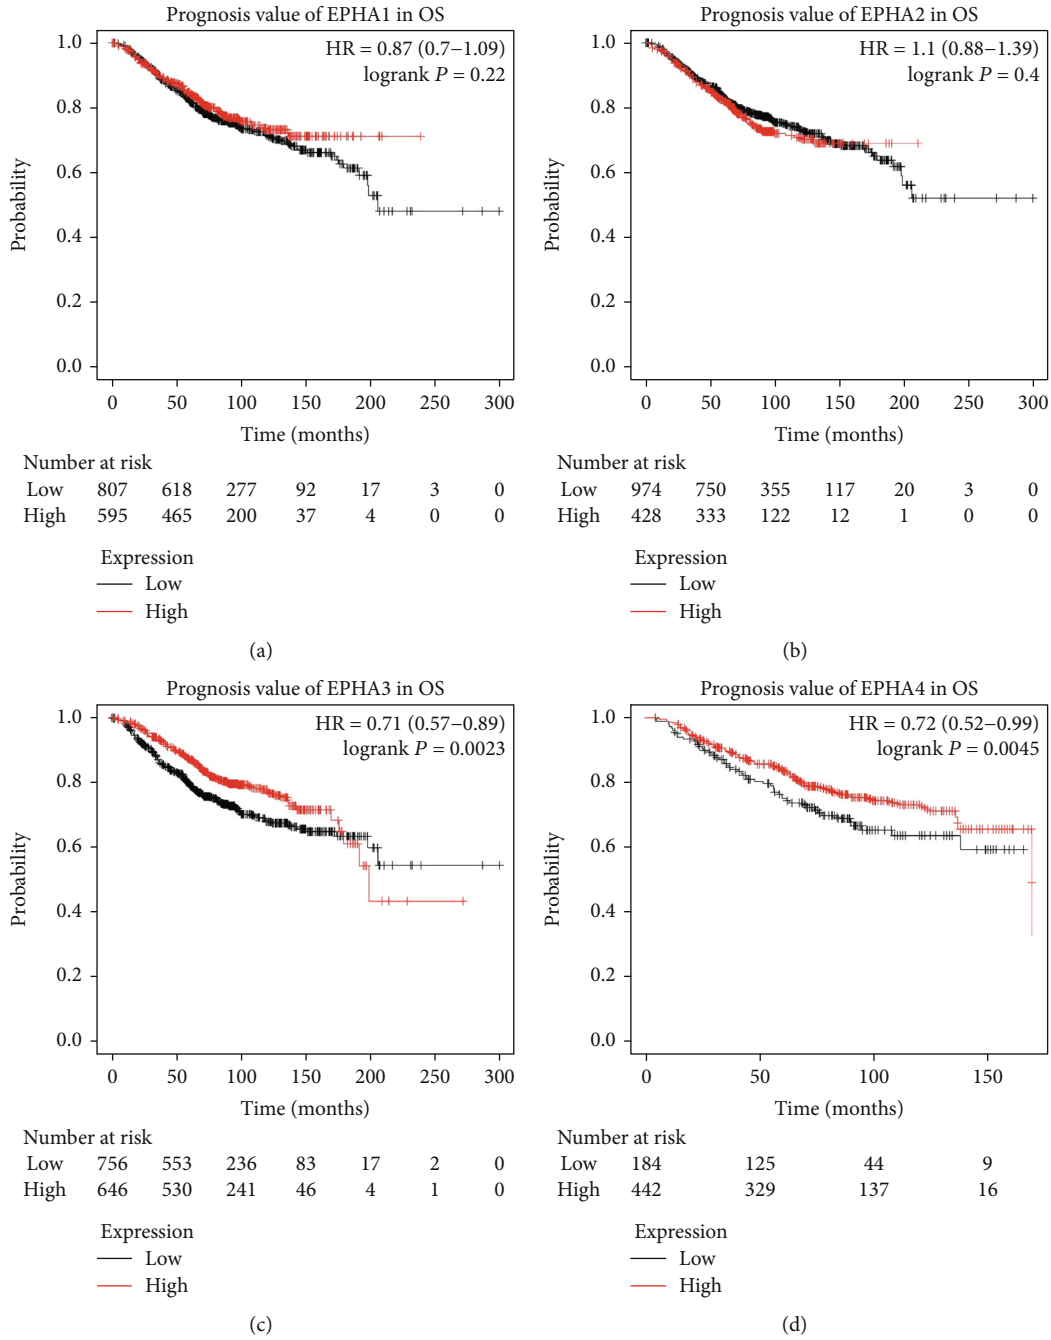 Prognosis value of EPHA1 in OS
HR = 0.87 (0.7–1.09)
logrank P = 0.22
1.0
0.8
0.6
0.4
0.2
0.0
Probability
0 50 100 150 200 250 300
Time (months)
Number at risk
Low 807 618 277 92 17 3 0
High 595 465 200 37 4 0 0
Expression
Low
High
(a)
Prognosis value of EPHA2 in OS
HR = 1.1 (0.88–1.39)
logrank P = 0.4
1.0
0.8
0.6
0.4
0.2
0.0
Probability
0 50 100 150 200 250 300
Time (months)
Number at risk
Low 974 750 355 117 20 3 0
High 428 333 122 12 1 0 0
Expression
Low
High
(b)
Prognosis value of EPHA3 in OS
HR = 0.71 (0.57–0.89)
logrank P = 0.0023
1.0
0.8
0.6
0.4
0.2
0.0
Probability
0 50 100 150 200 250 300
Time (months)
Number at risk
Low 756 553 236 83 17 2 0
High 646 530 241 46 4 1 0
Expression
Low
High
(c)
Prognosis value of EPHA4 in OS
HR = 0.72 (0.52–0.99)
logrank P = 0.0045
1.0
0.8
0.6
0.4
0.2
0.0
Probability
0 50 100 150
Time (months)
Number at risk
Low 184 125 44 9
High 442 329 137 16
Expression
Low
High
(d)